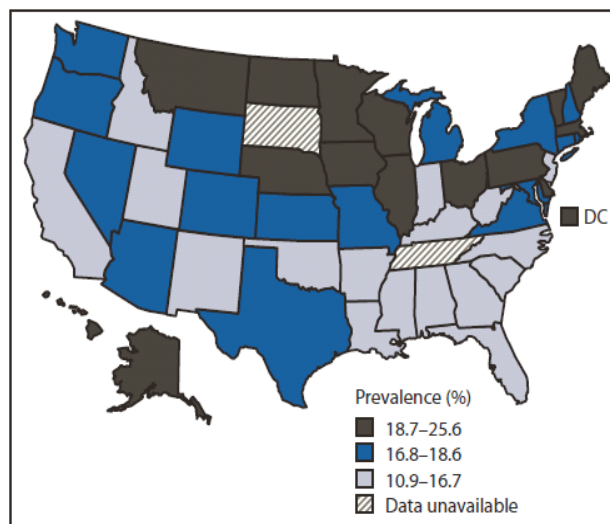 DC
Prevalence (%)
18.7–25.6
16.8–18.6
10.9–16.7
Data unavailable